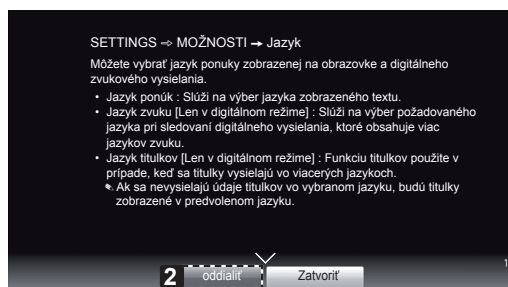 SETTINGS ⇨ MOŽNOSTI → Jazyk
Môžete vybrať jazyk ponuky zobrazenej na obrazovke a digitálneho
zvukového vysielania.
• Jazyk ponúk : Slúži na výber jazyka zobrazeného textu.
• Jazyk zvuku [Len v digitálnom režime] : Slúži na výber požadovaného
jazyka pri sledovaní digitálneho vysielania, ktoré obsahuje viac
jazykov zvuku.
• Jazyk titulkov [Len v digitálnom režime] : Funkciu titulkov použite v
prípade, keď sa titulky vysielajú vo viacerých jazykoch.
✎ Ak sa nevysielajú údaje titulkov vo vybranom jazyku, budú titulky
zobrazené v predvolenom jazyku.
1
2 oddialiť Zatvoriť